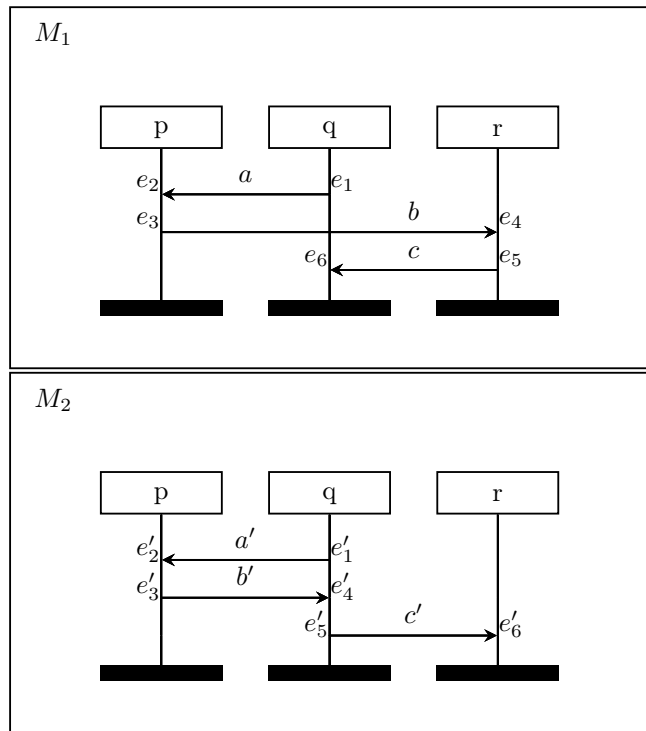 M₁
p q r
e₂ a e₁
e₃ b e₄
e₆ c e₅
M₂
p q r
e′₂ a′ e′₁
e′₃ b′ e′₄
e′₅ c′ e′₆